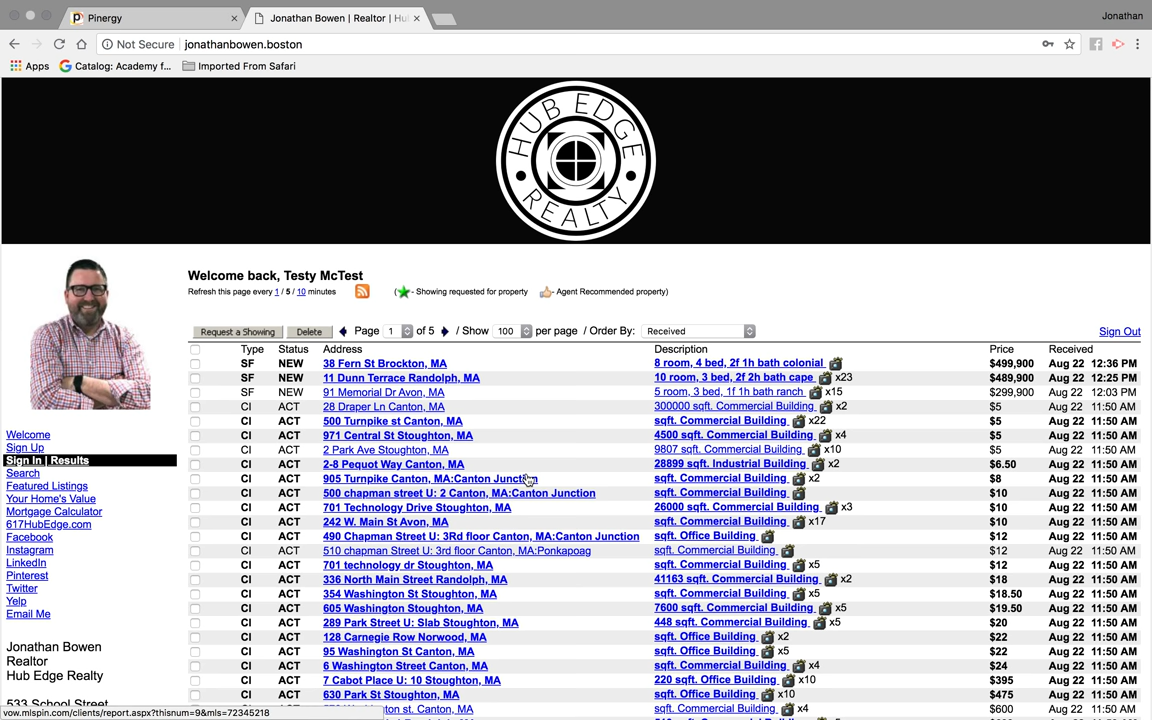 Pinergy
Jonathan Bowen | Realtor | Hu
Jonathan
Not Secure
jonathanbowen.boston
Apps
Catalog: Academy f...
Imported From Safari
HUB EDGE
REALTY
Welcome back, Testy McTest
Refresh this page every 1 / 5 / 10 minutes
( - Showing requested for property
- Agent Recommended property)
Request a Showing
Delete
Page 1 of 5 / Show 100 per page / Order By: Received
Sign Out
Type Status Address Description Price Received
SF NEW 38 Fern St Brockton, MA 8 room, 4 bed, 2f 1h bath colonial $499,900 Aug 22 12:36 PM
SF NEW 11 Dunn Terrace Randolph, MA 10 room, 3 bed, 2f 2h bath cape x23 $489,900 Aug 22 12:25 PM
SF NEW 91 Memorial Dr Avon, MA 5 room, 3 bed, 1f 1h bath ranch x15 $299,900 Aug 22 12:03 PM
CI ACT 28 Draper Ln Canton, MA 300000 sqft. Commercial Building x2 $5 Aug 22 11:50 AM
CI ACT 500 Turnpike st Canton, MA sqft. Commercial Building x22 $5 Aug 22 11:50 AM
CI ACT 971 Central St Stoughton, MA 4500 sqft. Commercial Building x4 $5 Aug 22 11:50 AM
CI ACT 2 Park Ave Stoughton, MA 9807 sqft. Commercial Building x10 $5 Aug 22 11:50 AM
CI ACT 2-8 Pequot Way Canton, MA 28899 sqft. Industrial Building x2 $6.50 Aug 22 11:50 AM
CI ACT 905 Turnpike Canton, MA:Canton Junction sqft. Commercial Building x2 $8 Aug 22 11:50 AM
CI ACT 500 chapman street U: 2 Canton, MA:Canton Junction sqft. Commercial Building $10 Aug 22 11:50 AM
CI ACT 701 Technology Drive Stoughton, MA 26000 sqft. Commercial Building x3 $10 Aug 22 11:50 AM
CI ACT 242 W. Main St Avon, MA sqft. Commercial Building x17 $10 Aug 22 11:50 AM
CI ACT 490 Chapman Street U: 3Rd floor Canton, MA:Canton Junction sqft. Office Building $12 Aug 22 11:50 AM
CI ACT 510 chapman Street U: 3rd floor Canton, MA:Ponkapoag sqft. Commercial Building $12 Aug 22 11:50 AM
CI ACT 701 technology dr Stoughton, MA sqft. Commercial Building x5 $12 Aug 22 11:50 AM
CI ACT 336 North Main Street Randolph, MA 41163 sqft. Commercial Building x2 $18 Aug 22 11:50 AM
CI ACT 354 Washington St Stoughton, MA sqft. Commercial Building x5 $18.50 Aug 22 11:50 AM
CI ACT 605 Washington Stoughton, MA 7600 sqft. Commercial Building x5 $19.50 Aug 22 11:50 AM
CI ACT 289 Park Street U: Slab Stoughton, MA 448 sqft. Commercial Building x5 $20 Aug 22 11:50 AM
CI ACT 128 Carnegie Row Norwood, MA sqft. Office Building x2 $22 Aug 22 11:50 AM
CI ACT 95 Washington St Canton, MA sqft. Office Building x5 $22 Aug 22 11:50 AM
CI ACT 6 Washington Street Canton, MA sqft. Commercial Building x4 $24 Aug 22 11:50 AM
CI ACT 7 Cabot Place U: 10 Stoughton, MA 220 sqft. Office Building x10 $395 Aug 22 11:50 AM
CI ACT 630 Park St Stoughton, MA sqft. Office Building x10 $475 Aug 22 11:50 AM
ton st. Canton, MA sqft. Commercial Building x4 $600 Aug 22 11:50 AM
Welcome
Sign Up
Sign In | Results
Search
Featured Listings
Your Home's Value
Mortgage Calculator
617HubEdge.com
Facebook
Instagram
LinkedIn
Pinterest
Twitter
Yelp
Email Me
Jonathan Bowen
Realtor
Hub Edge Realty
533 School Street
vow.mlspin.com/clients/report.aspx?thisnum=9&mls=72345218